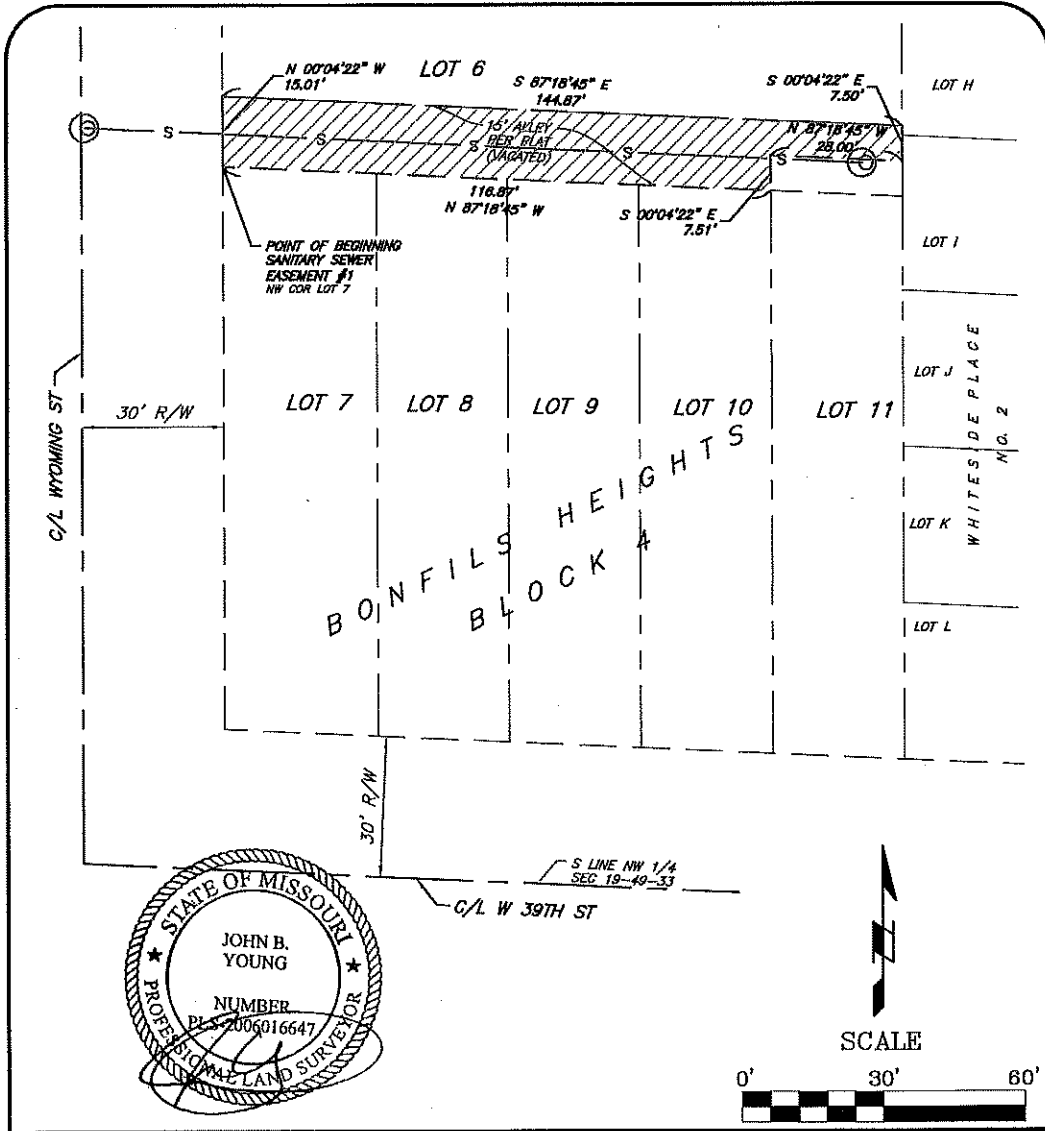 N 00°04'22" W
15.01'
LOT 6
S 87°18'45" E
144.87'
S 00°04'22" E
7.50'
LOT H
15' ALLEY
PER PLAT
(VACATED)
N 87°18'45" W
28.00'
S
S
S
S
S
116.87'
N 87°18'45" W
S 00°04'22" E
7.51'
POINT OF BEGINNING
SANITARY SEWER
EASEMENT #1
NW COR LOT 7
LOT I
C/L WYOMING ST
30' R/W
LOT 7
LOT 8
LOT 9
LOT 10
LOT 11
LOT J
WHITESIDE PLACE
NO. 2
BONFILS HEIGHTS
BLOCK 4
LOT K
LOT L
30' R/W
S LINE NW 1/4
SEC 19-49-33
C/L W 39TH ST
STATE OF MISSOURI
JOHN B.
YOUNG
NUMBER
PLS-2006016647
PROFESSIONAL LAND SURVEYOR
SCALE
0' 30' 60'